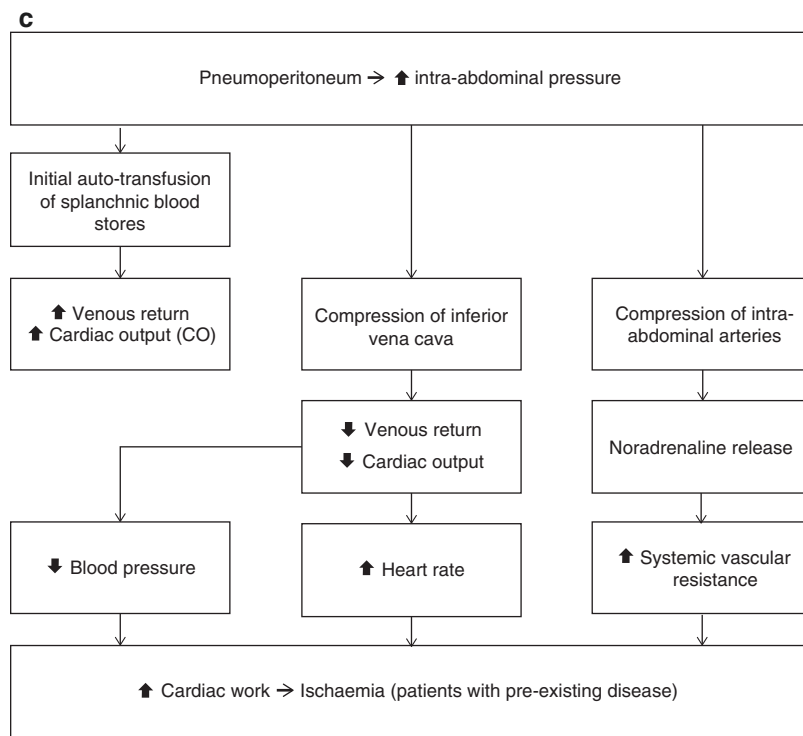 c
Pneumoperitoneum → ⬆ intra-abdominal pressure
Initial auto-transfusion
of splanchnic blood
stores
⬆ Venous return
⬆ Cardiac output (CO)
Compression of inferior
vena cava
Compression of intra-
abdominal arteries
⬇ Venous return
⬇ Cardiac output
Noradrenaline release
⬇ Blood pressure
⬆ Heart rate
⬆ Systemic vascular
resistance
⬆ Cardiac work → Ischaemia (patients with pre-existing disease)